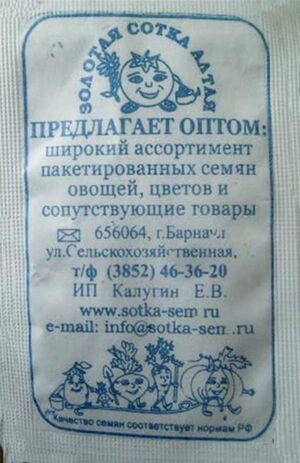 ЗОЛОТАЯ СОТКА АЛТАЯ
ПРЕДЛАГАЕТ ОПТОМ:
широкий ассортимент
пакетированных семян
овощей, цветов и
сопутствующие товары
656064, г.Барнаул
ул.Сельскохозяйственная,
т/ф (3852) 46-36-20
ИП Калугин Е.В.
www.sotka-sem ru
e-mail: info@sotka-sem .ru
Качество семян соответствует нормам РФ